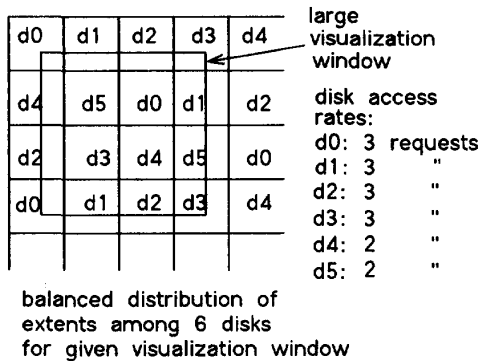 d0 d1 d2 d3 d4
d4 d5 d0 d1 d2
d2 d3 d4 d5 d0
d0 d1 d2 d3 d4
large
visualization
window
disk access
rates:
d0: 3 requests
d1: 3 "
d2: 3 "
d3: 3 "
d4: 2 "
d5: 2 "
balanced distribution of
extents among 6 disks
for given visualization window